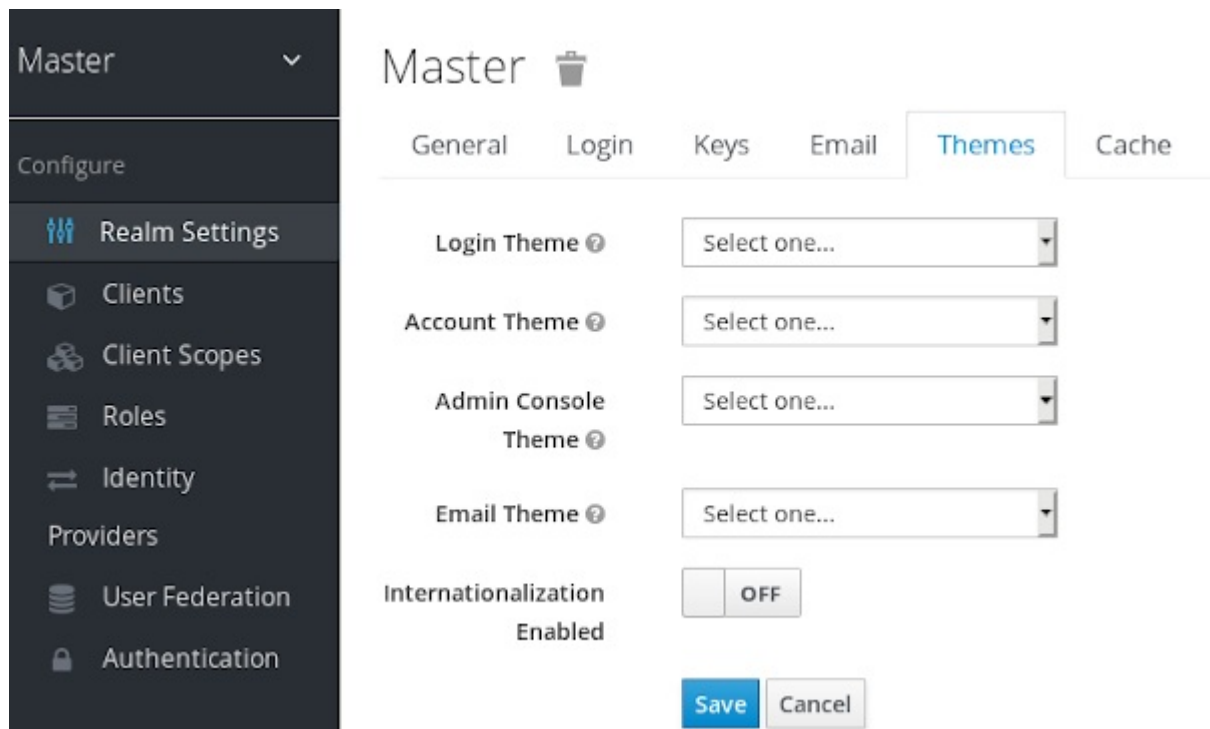 Master
Configure
Realm Settings
Clients
Client Scopes
Roles
Identity
Providers
User Federation
Authentication
Master
General Login Keys Email Themes Cache
Login Theme Select one...
Account Theme Select one...
Admin Console Select one...
Theme
Email Theme Select one...
Internationalization OFF
Enabled
Save Cancel